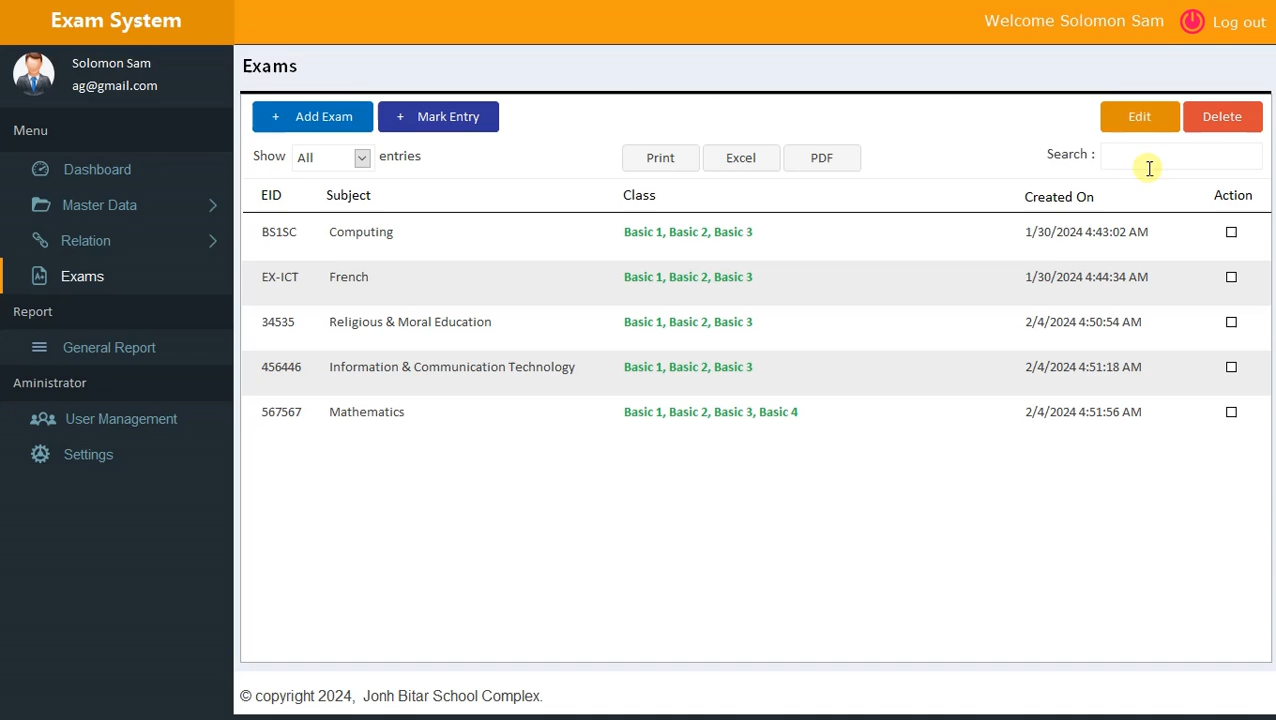 Exam System
Welcome Solomon Sam
Log out
Solomon Sam
ag@gmail.com
Menu
Dashboard
Master Data
Relation
Exams
Report
General Report
Aministrator
User Management
Settings
Exams
+ Add Exam
+ Mark Entry
Edit
Delete
Show All entries
Print
Excel
PDF
Search :
EID Subject Class Created On Action
BS1SC Computing Basic 1, Basic 2, Basic 3 1/30/2024 4:43:02 AM
EX-ICT French Basic 1, Basic 2, Basic 3 1/30/2024 4:44:34 AM
34535 Religious & Moral Education Basic 1, Basic 2, Basic 3 2/4/2024 4:50:54 AM
456446 Information & Communication Technology Basic 1, Basic 2, Basic 3 2/4/2024 4:51:18 AM
567567 Mathematics Basic 1, Basic 2, Basic 3, Basic 4 2/4/2024 4:51:56 AM
© copyright 2024, Jonh Bitar School Complex.